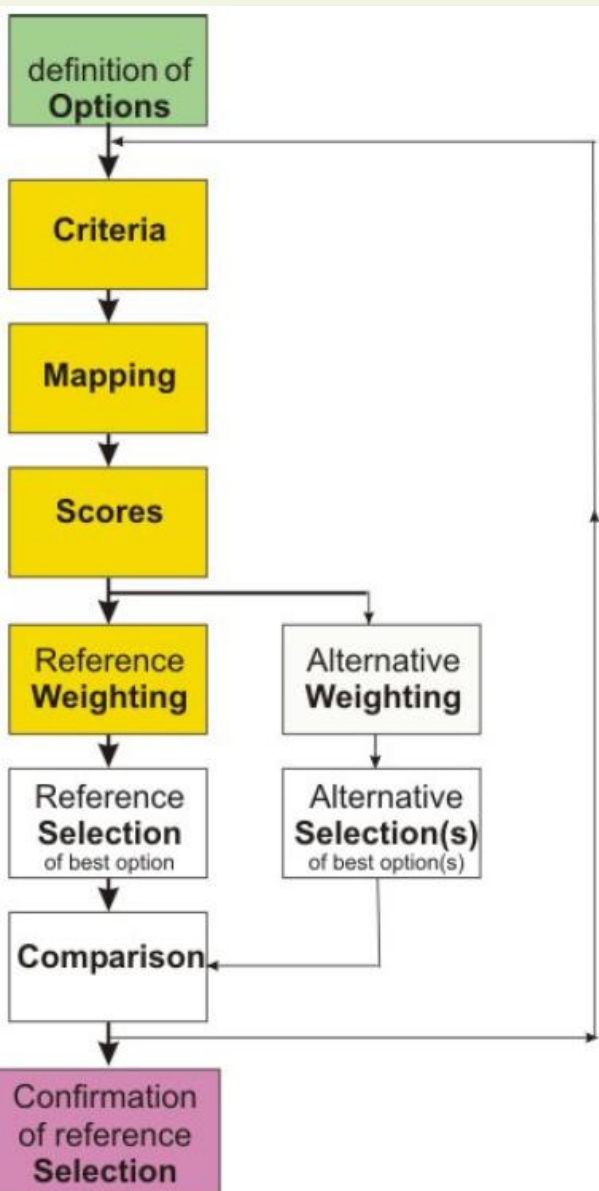 definition of
Options
Criteria
Mapping
Scores
Reference
Weighting
Alternative
Weighting
Reference
Selection
of best option
Alternative
Selection(s)
of best option(s)
Comparison
Confirmation
of reference
Selection